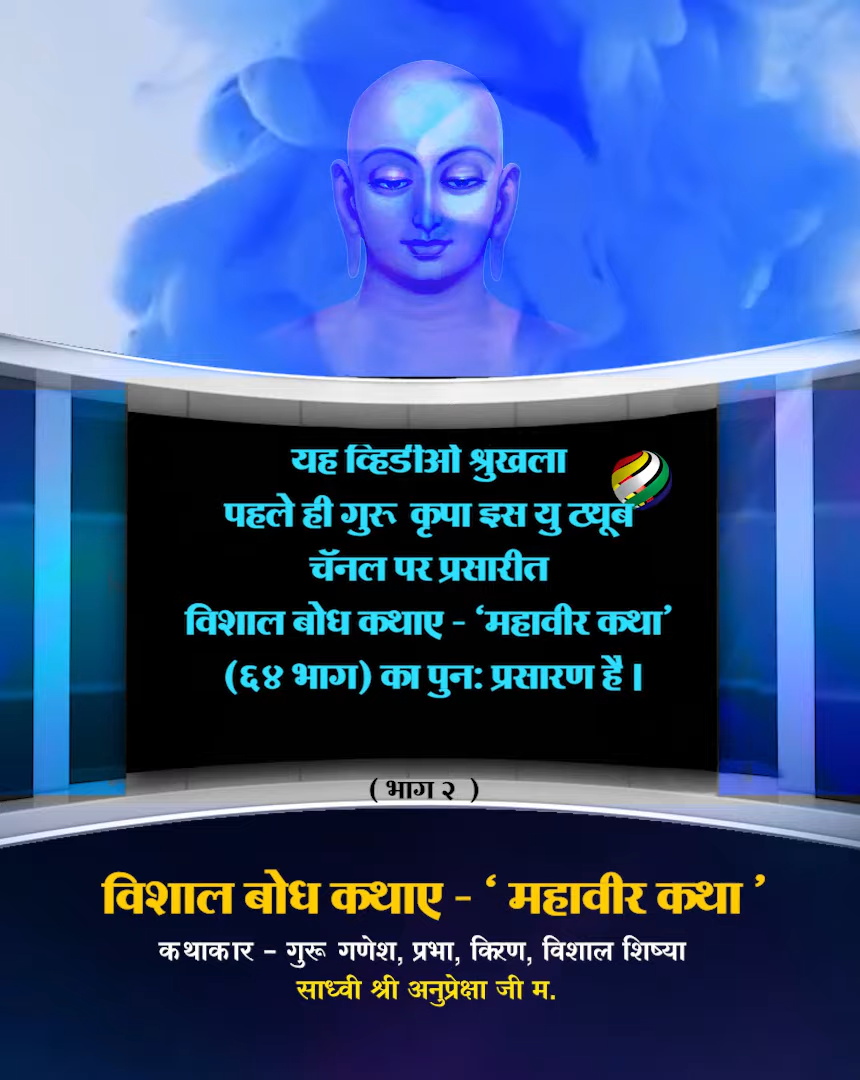 यह व्हिडीओ श्रुखला
पहले ही गुरू कृपा इस यु ट्यूब
चॅनल पर प्रसारीत
विशाल बोध कथाए - ‘महावीर कथा’
(६४ भाग) का पुनः प्रसारण है ।
( भाग २ )
विशाल बोध कथाए - ‘ महावीर कथा ’
कथाकार - गुरू गणेश, प्रभा, किरण, विशाल शिष्या
साध्वी श्री अनुप्रेक्षा जी म.